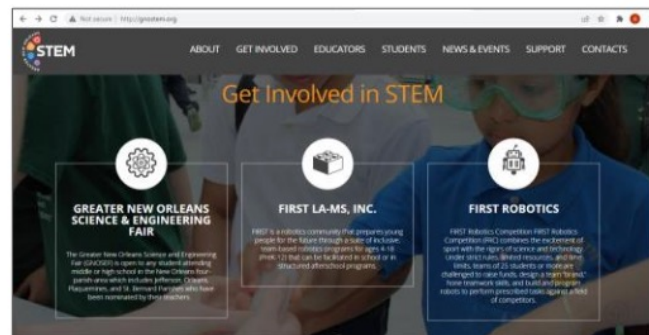 Not secure | http://gnostem.org
STEM
ABOUT GET INVOLVED EDUCATORS STUDENTS NEWS & EVENTS SUPPORT CONTACTS
Get Involved in STEM
GREATER NEW ORLEANS
SCIENCE & ENGINEERING
FAIR
The Greater New Orleans Science and Engineering
Fair (GNOSEF) is open to any student attending
middle or high school in the New Orleans four-
parish area which includes Jefferson, Orleans,
Plaquemines, and St. Bernard Parishes who have
been nominated by their teachers.
FIRST LA-MS, INC.
FIRST is a robotics community that prepares young
people for the future through a suite of inclusive,
team-based robotics programs for ages 4-18
(PreK-12) that can be facilitated in school or in
structured afterschool programs.
FIRST ROBOTICS
FIRST Robotics Competition FIRST Robotics
Competition (FRC) combines the excitement of
sport with the rigors of science and technology.
Under strict rules, limited resources, and time
limits, teams of 25 students or more are
challenged to raise funds, design a team "brand,"
hone teamwork skills, and build and program
robots to perform prescribed tasks against a field
of competitors.